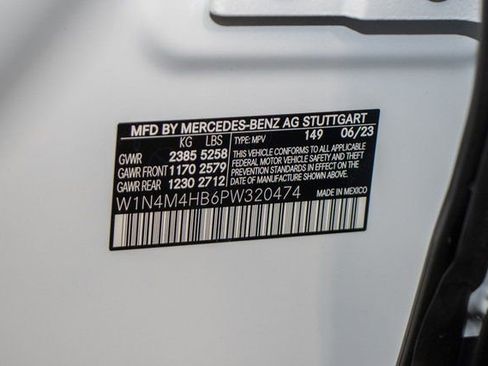 MFD BY MERCEDES-BENZ AG STUTTGART
KG LBS TYPE: MPV 149 06/23
GVWR 2385 5258
GAWR FRONT 1170 2579
GAWR REAR 1230 2712
THIS VEHICLE CONFORMS TO ALL APPLICABLE
FEDERAL MOTOR VEHICLE SAFETY AND
THEFT PREVENTION STANDARDS IN EFFECT ON
THE DATE OF MANUFACTURE SHOWN ABOVE.
W1N4M4HB6PW320474 MADE IN MEXICO